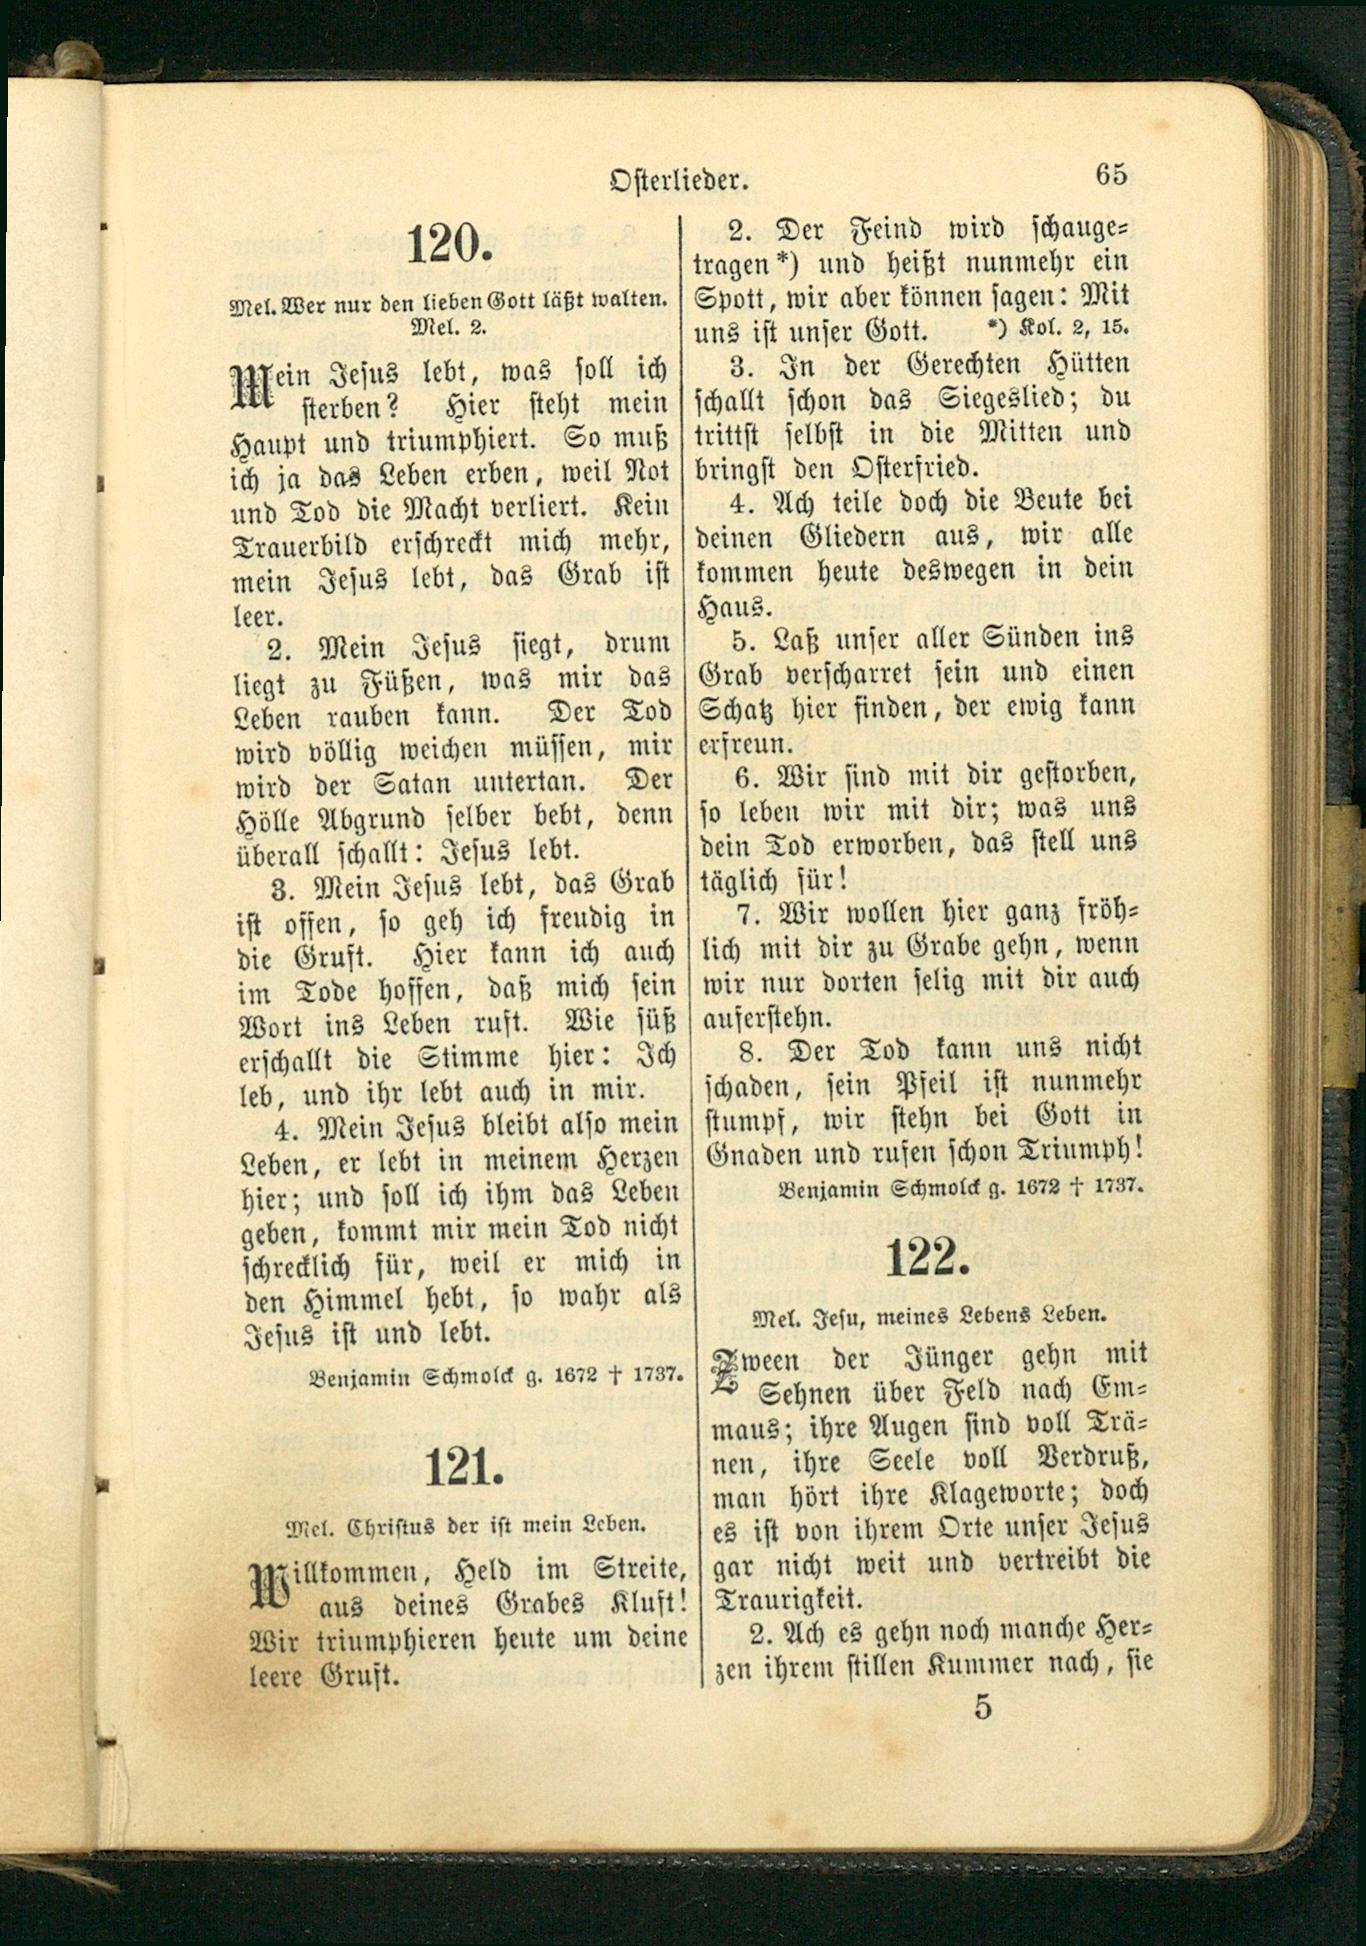 Osterlieder.
65
120.
Mel. Wer nur den lieben Gott läßt walten.
Mel. 2.
Mein Jesus lebt, was soll ich
sterben? Hier steht mein
Haupt und triumphiert. So muß
ich ja das Leben erben, weil Not
und Tod die Macht verliert. Kein
Trauerbild erschreckt mich mehr,
mein Jesus lebt, das Grab ist
leer.
2. Mein Jesus siegt, drum
liegt zu Füßen, was mir das
Leben rauben kann. Der Tod
wird völlig weichen müssen, mir
wird der Satan untertan. Der
Hölle Abgrund selber bebt, denn
überall schallt: Jesus lebt.
3. Mein Jesus lebt, das Grab
ist offen, so geh ich freudig in
die Gruft. Hier kann ich auch
im Tode hoffen, daß mich sein
Wort ins Leben ruft. Wie süß
erschallt die Stimme hier: Ich
leb, und ihr lebt auch in mir.
4. Mein Jesus bleibt also mein
Leben, er lebt in meinem Herzen
hier; und soll ich ihm das Leben
geben, kommt mir mein Tod nicht
schrecklich für, weil er mich in
den Himmel hebt, so wahr als
Jesus ist und lebt.
Benjamin Schmolck g. 1672 † 1737.
121.
Mel. Christus der ist mein Leben.
Willkommen, Held im Streite,
aus deines Grabes Kluft!
Wir triumphieren heute um deine
leere Gruft.
2. Der Feind wird schauge-
tragen *) und heißt nunmehr ein
Spott, wir aber können sagen: Mit
uns ist unser Gott. *) Kol. 2, 15.
3. In der Gerechten Hütten
schallt schon das Siegeslied; du
trittst selbst in die Mitten und
bringst den Osterfried.
4. Ach teile doch die Beute bei
deinen Gliedern aus, wir alle
kommen heute deswegen in dein
Haus.
5. Laß unser aller Sünden ins
Grab verscharret sein und einen
Schatz hier finden, der ewig kann
erfreun.
6. Wir sind mit dir gestorben,
so leben wir mit dir; was uns
dein Tod erworben, das stell uns
täglich für!
7. Wir wollen hier ganz fröh-
lich mit dir zu Grabe gehn, wenn
wir nur dorten selig mit dir auch
auferstehn.
8. Der Tod kann uns nicht
schaden, sein Pfeil ist nunmehr
stumpf, wir stehn bei Gott in
Gnaden und rufen schon Triumph!
Benjamin Schmolck g. 1672 † 1737.
122.
Mel. Jesu, meines Lebens Leben.
Zween der Jünger gehn mit
Sehnen über Feld nach Em-
maus; ihre Augen sind voll Trä-
nen, ihre Seele voll Verdruß,
man hört ihre Klageworte; doch
es ist von ihrem Orte unser Jesus
gar nicht weit und vertreibt die
Traurigkeit.
2. Ach es gehn noch manche Her-
zen ihrem stillen Kummer nach, sie
5